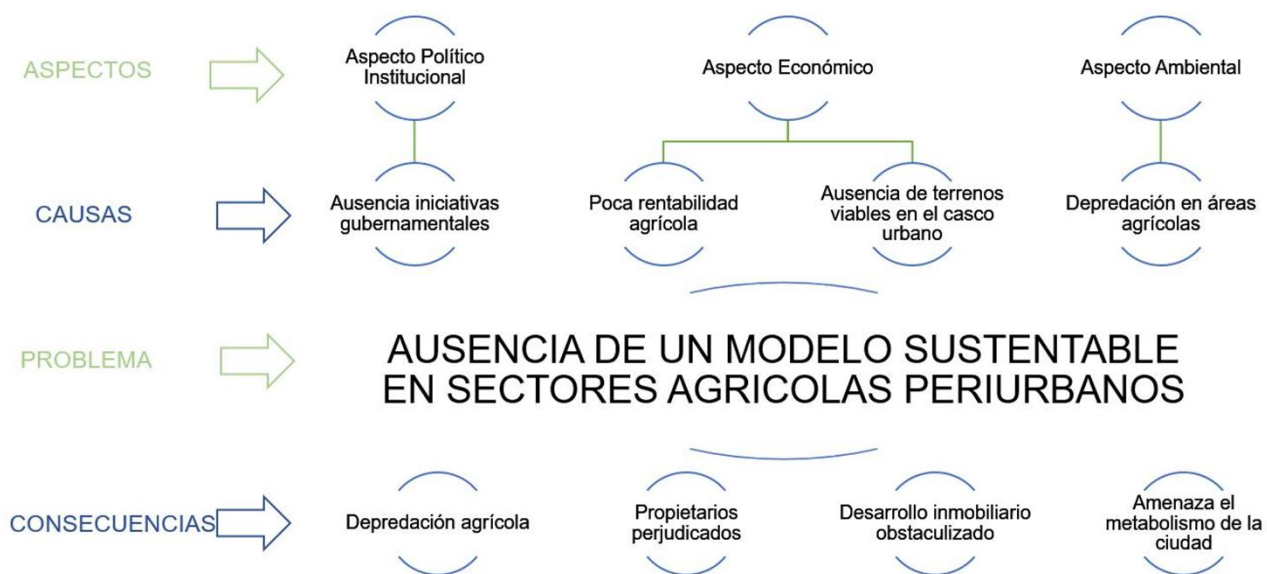 ASPECTOS
Aspecto Político
Institucional
Aspecto Económico
Aspecto Ambiental
CAUSAS
Ausencia iniciativas
gubernamentales
Poca rentabilidad
agrícola
Ausencia de terrenos
viables en el casco
urbano
Depredación en áreas
agrícolas
PROBLEMA
AUSENCIA DE UN MODELO SUSTENTABLE
EN SECTORES AGRICOLAS PERIURBANOS
CONSECUENCIAS
Depredación agrícola
Propietarios
perjudicados
Desarrollo inmobiliario
obstaculizado
Amenaza el
metabolismo de la
ciudad